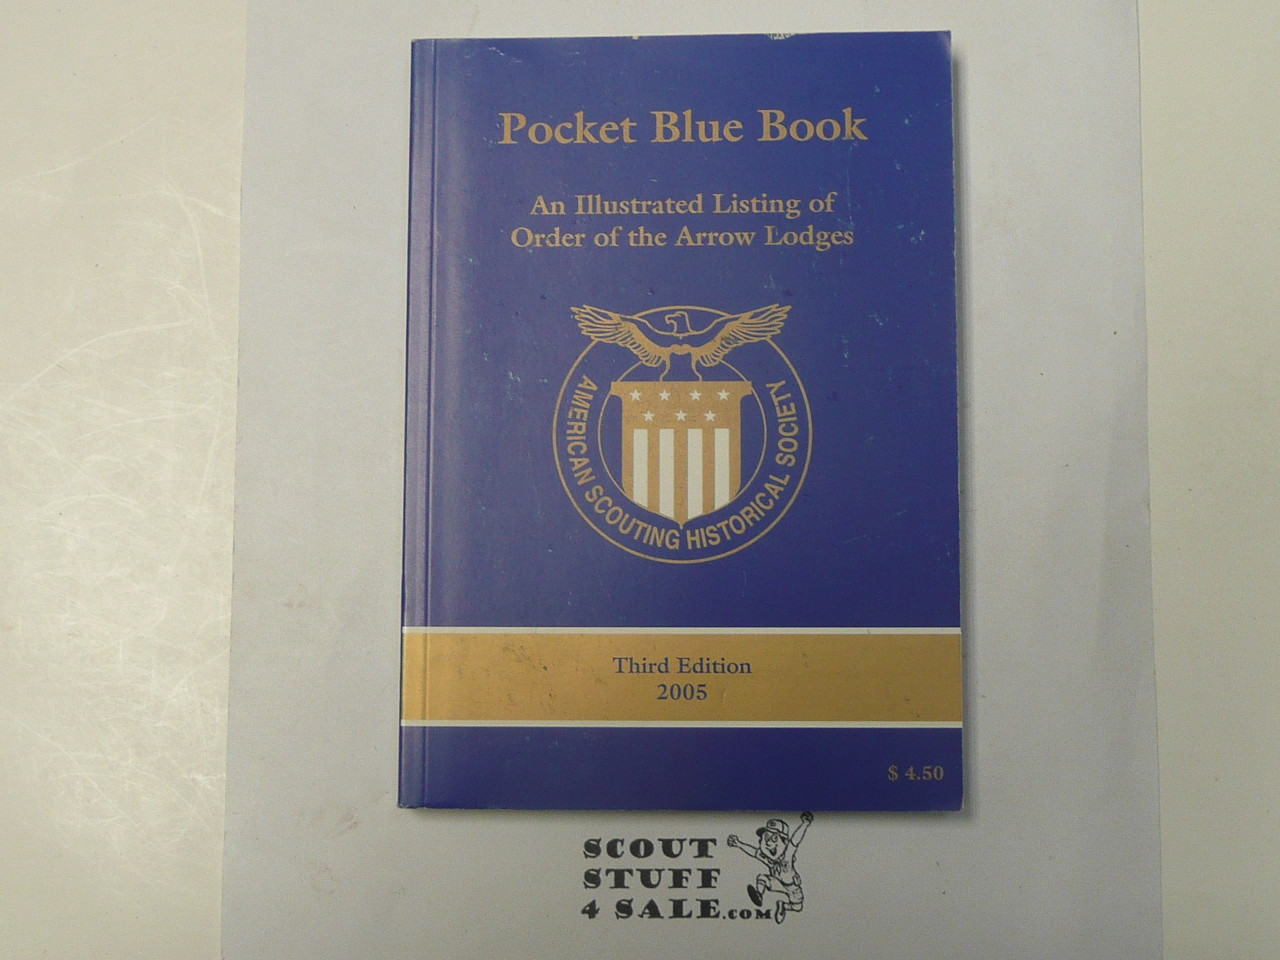 Pocket Blue Book
An Illustrated Listing of
Order of the Arrow Lodges
AMERICAN SCOUTING HISTORICAL SOCIETY
Third Edition
2005
$ 4.50
SCOUT
STUFF
4 SALE.COM